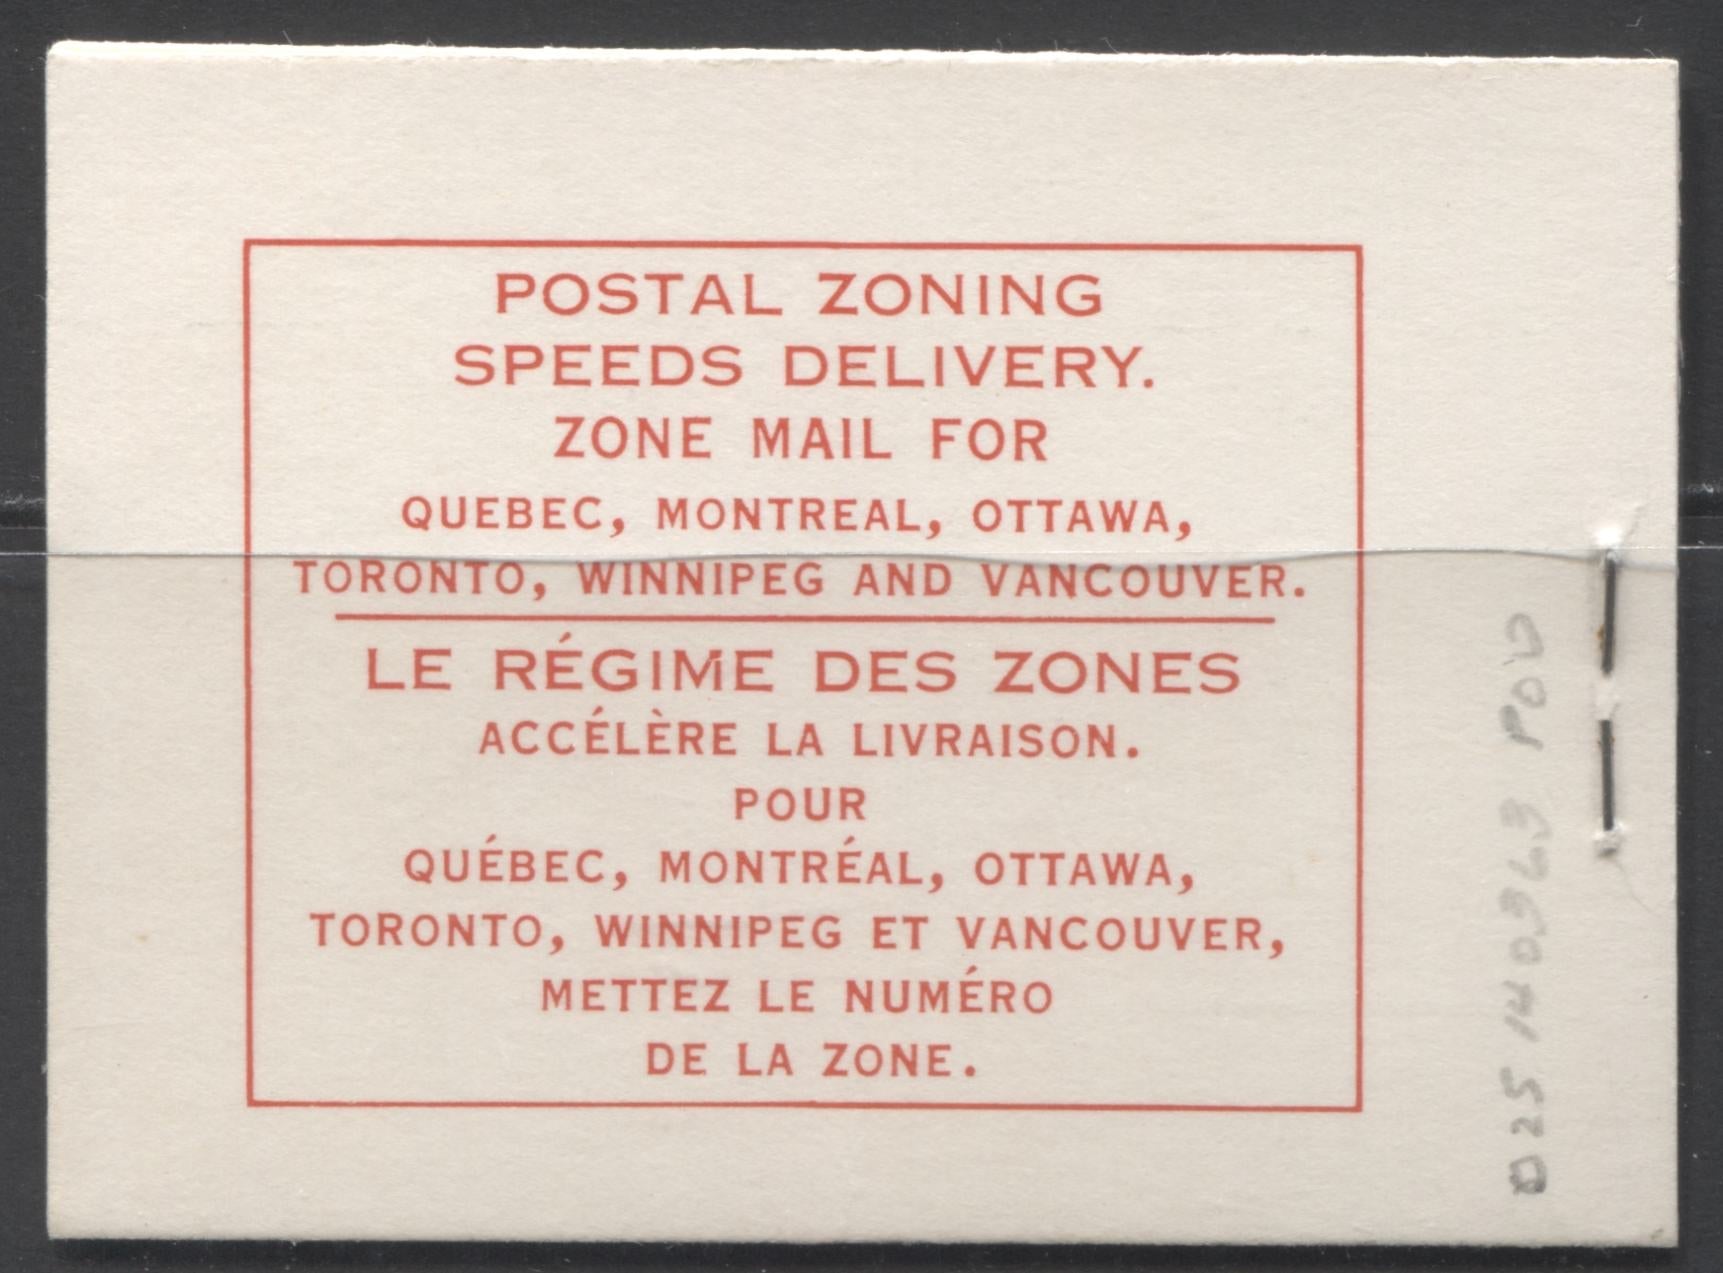 POSTAL ZONING
SPEEDS DELIVERY.
ZONE MAIL FOR
QUEBEC, MONTREAL, OTTAWA,
TORONTO, WINNIPEG AND VANCOUVER.
LE RÉGIME DES ZONES
ACCÉLÈRE LA LIVRAISON.
POUR
QUÉBEC, MONTRÉAL, OTTAWA,
TORONTO, WINNIPEG ET VANCOUVER,
METTEZ LE NUMÉRO
DE LA ZONE.